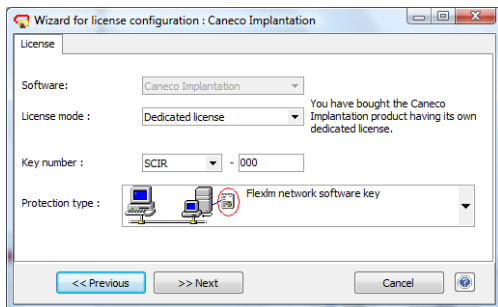 Wizard for license configuration : Caneco Implantation
License
Software:
Caneco Implantation
License mode :
Dedicated license
You have bought the Caneco
Implantation product having its own
dedicated license.
Key number :
SCIR - 000
Protection type :
Flexlm network software key
<< Previous
>> Next
Cancel